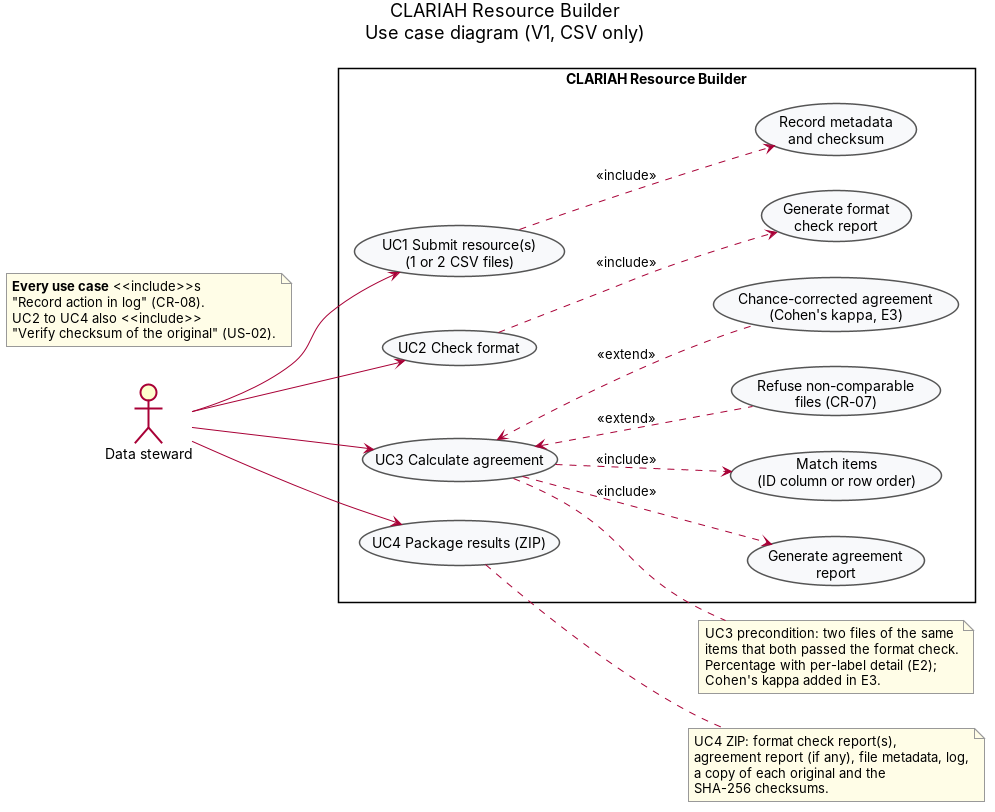 CLARIAH Resource Builder
Use case diagram (V1, CSV only)
CLARIAH Resource Builder
Record metadata
and checksum
«include»
Generate format
check report
UC1 Submit resource(s)
(1 or 2 CSV files)
«include»
Every use case <<include>>s
"Record action in log" (CR-08).
UC2 to UC4 also <<include>>
"Verify checksum of the original" (US-02).
Chance-corrected agreement
(Cohen's kappa, E3)
UC2 Check format
«extend»
Refuse non-comparable
files (CR-07)
«extend»
Data steward
UC3 Calculate agreement
«include»
Match items
(ID column or row order)
«include»
UC4 Package results (ZIP)
Generate agreement
report
UC3 precondition: two files of the same
items that both passed the format check.
Percentage with per-label detail (E2);
Cohen's kappa added in E3.
UC4 ZIP: format check report(s),
agreement report (if any), file metadata, log,
a copy of each original and the
SHA-256 checksums.